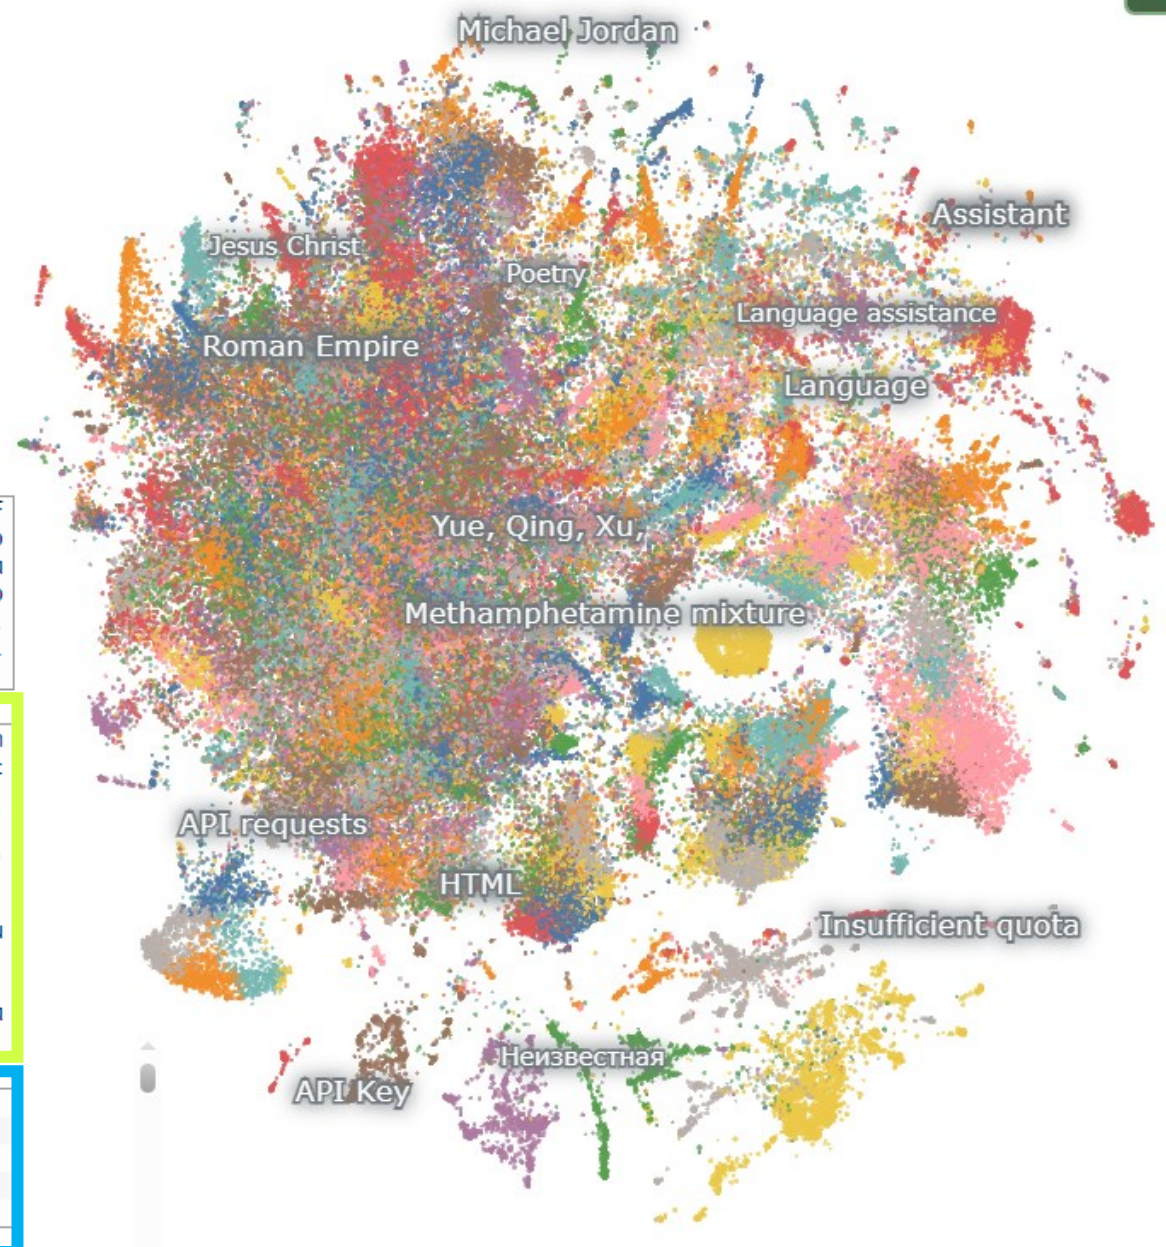 Michael Jordan
Assistant
Jesus Christ
Poetry
Language assistance
Roman Empire
Language
Yue, Qing, Xu,
Methamphetamine mixture
API requests
HTML
Insufficient quota
Неизвестная
API Key